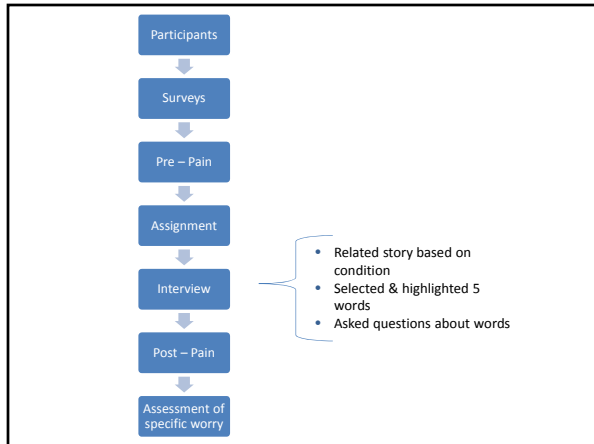 Participants
Surveys
Pre – Pain
Assignment
Interview
• Related story based on
condition
• Selected & highlighted 5
words
• Asked questions about words
Post – Pain
Assessment of
specific worry